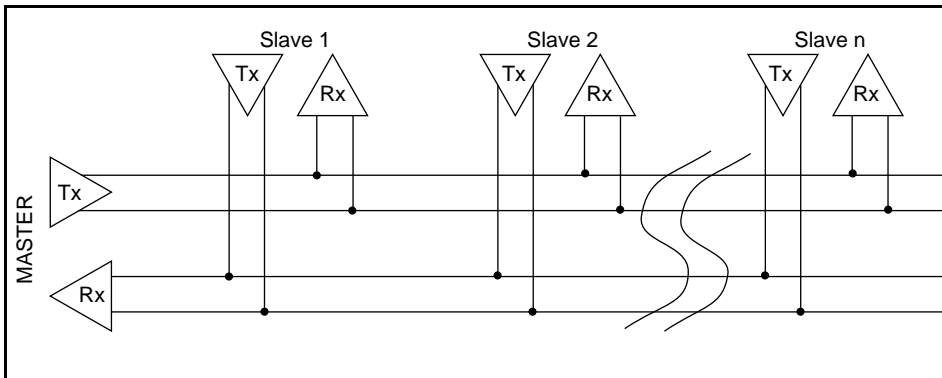 Slave 1
Slave 2
Slave n
Tx
Rx
Tx
Rx
Tx
Rx
MASTER
Tx
Rx